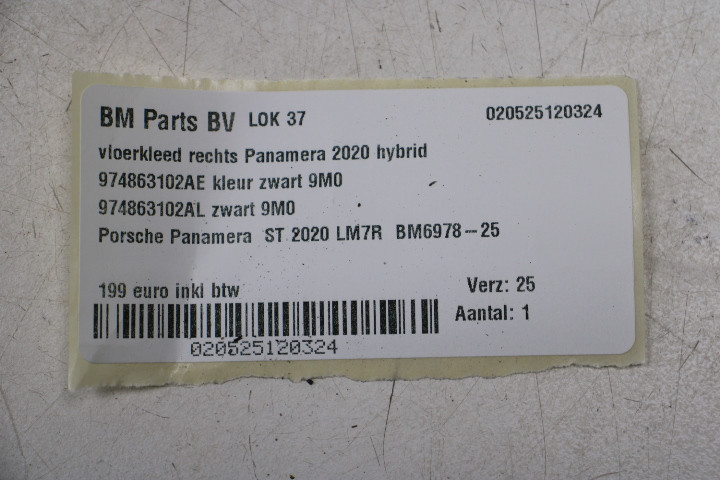 BM Parts BV LOK 37 020525120324
vloerkleed rechts Panamera 2020 hybrid
974863102AE kleur zwart 9M0
974863102AL zwart 9M0
Porsche Panamera ST 2020 LM7R BM6978--25
199 euro inkl btw Verz: 25
Aantal: 1
020525120324